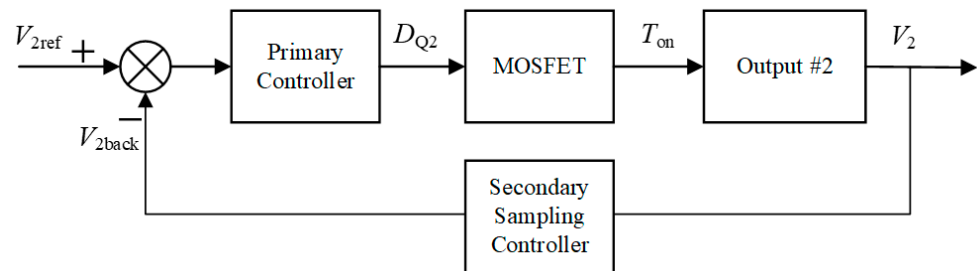 V2ref
+
Primary
Controller
DQ2
MOSFET
Ton
Output #2
V2
−
V2back
Secondary
Sampling
Controller